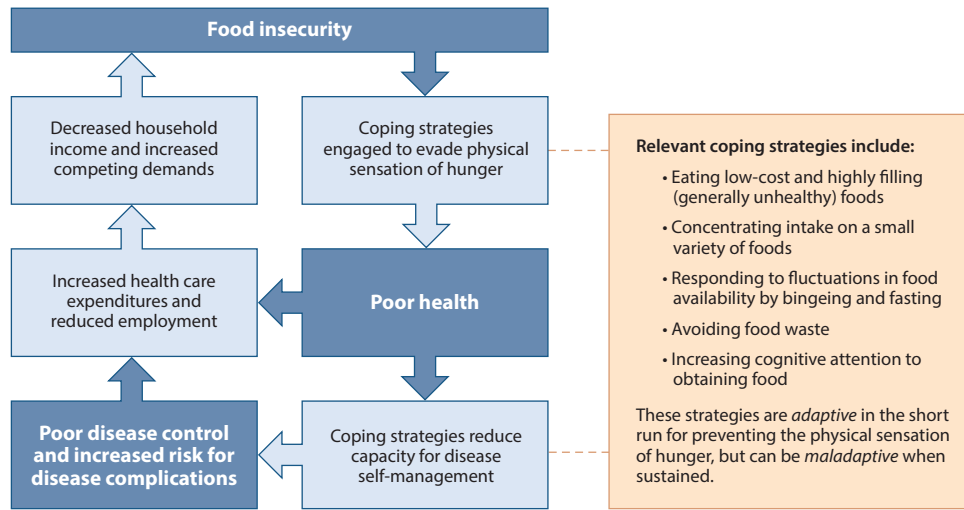 Food insecurity
Decreased household
income and increased
competing demands
Coping strategies
engaged to evade physical
sensation of hunger
Increased health care
expenditures and
reduced employment
Poor health
Poor disease control
and increased risk for
disease complications
Coping strategies reduce
capacity for disease
self-management
Relevant coping strategies include:
• Eating low-cost and highly filling
(generally unhealthy) foods
• Concentrating intake on a small
variety of foods
• Responding to fluctuations in food
availability by bingeing and fasting
• Avoiding food waste
• Increasing cognitive attention to
obtaining food
These strategies are adaptive in the short
run for preventing the physical sensation
of hunger, but can be maladaptive when
sustained.